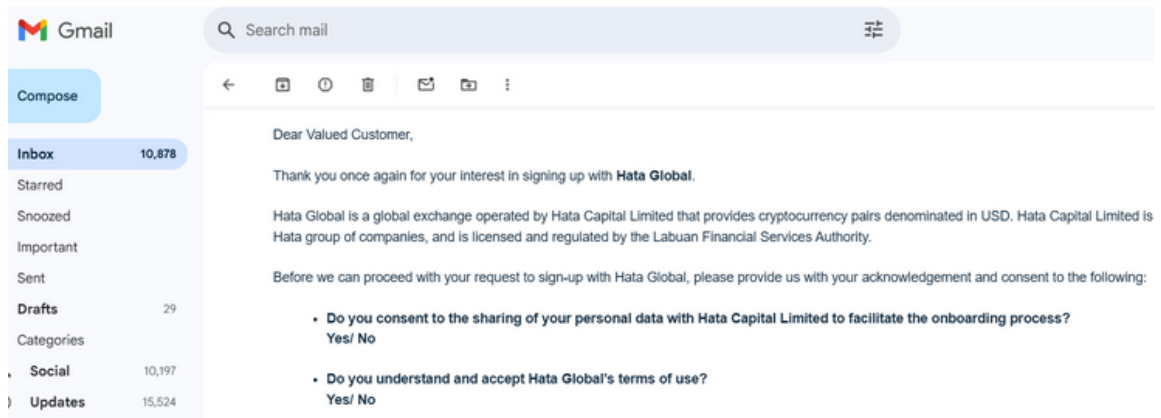 Gmail
Search mail
Compose
Inbox 10,878
Starred
Snoozed
Important
Sent
Drafts 29
Categories
Social 10,197
Updates 15,524
Dear Valued Customer,
Thank you once again for your interest in signing up with Hata Global.
Hata Global is a global exchange operated by Hata Capital Limited that provides cryptocurrency pairs denominated in USD. Hata Capital Limited is
Hata group of companies, and is licensed and regulated by the Labuan Financial Services Authority.
Before we can proceed with your request to sign-up with Hata Global, please provide us with your acknowledgement and consent to the following:
• Do you consent to the sharing of your personal data with Hata Capital Limited to facilitate the onboarding process?
Yes/ No
• Do you understand and accept Hata Global's terms of use?
Yes/ No